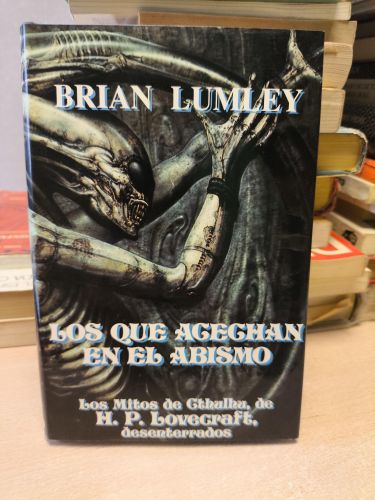 BRIAN LUMLEY
LOS QUE ACECHAN
EN EL ABISMO
Los Mitos de Cthulhu, de
H. P. Lovecraft,
desenterrados